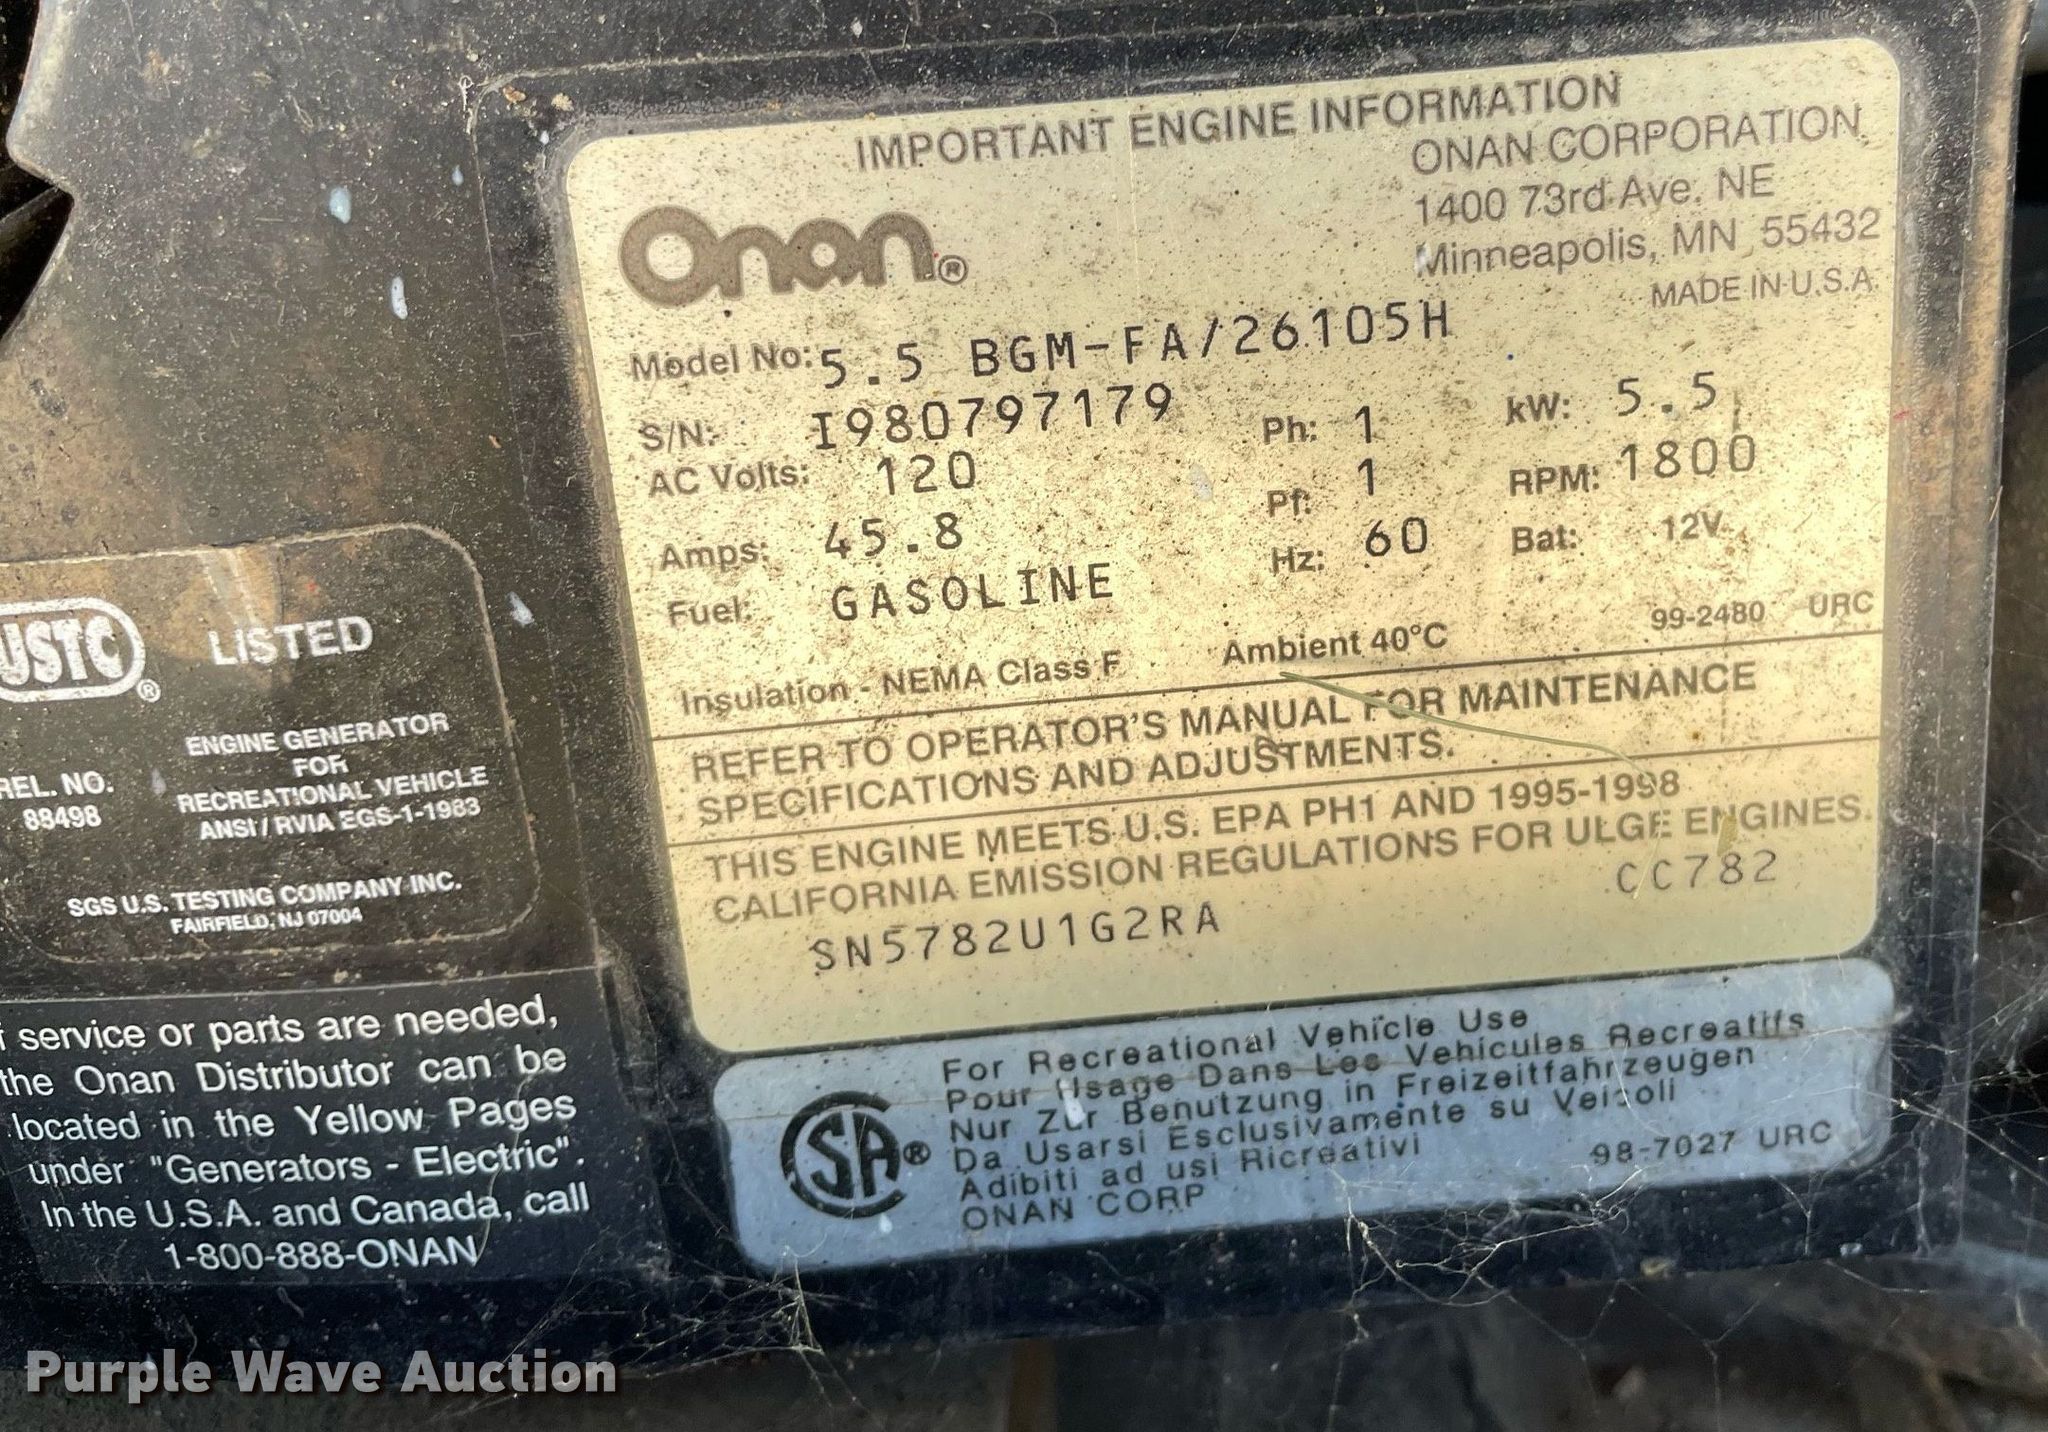 IMPORTANT ENGINE INFORMATION
Onan®
ONAN CORPORATION
1400 73rd Ave. NE
Minneapolis, MN 55432
MADE IN U.S.A.
Model No: 5.5 BGM-FA/26105H
S/N: I980797179 Ph: 1 kW: 5.5
AC Volts: 120 Pf: 1 RPM: 1800
Amps: 45.8 Hz: 60 Bat: 12V
Fuel: GASOLINE
99-2480 URC
Insulation - NEMA Class F Ambient 40°C
REFER TO OPERATOR'S MANUAL FOR MAINTENANCE
SPECIFICATIONS AND ADJUSTMENTS.
THIS ENGINE MEETS U.S. EPA PH1 AND 1995-1998
CALIFORNIA EMISSION REGULATIONS FOR ULGE ENGINES.
SN5782U1G2RA CC782
SA®
For Recreational Vehicle Use
Pour Usage Dans Les Vehicules Recreatifs
Nur Zur Benutzung in Freizeitfahrzeugen
Da Usarsi Esclusivamente su Veicoli
Adibiti ad usi Ricreativi
98-7027 URC
ONAN CORP
USTC® LISTED
REL. NO.
88498
ENGINE GENERATOR
FOR
RECREATIONAL VEHICLE
ANSI / RVIA EGS-1-1983
SGS U.S. TESTING COMPANY INC.
FAIRFIELD, NJ 07004
service or parts are needed,
the Onan Distributor can be
located in the Yellow Pages
under "Generators - Electric".
In the U.S.A. and Canada, call
1-800-888-ONAN
Purple Wave Auction